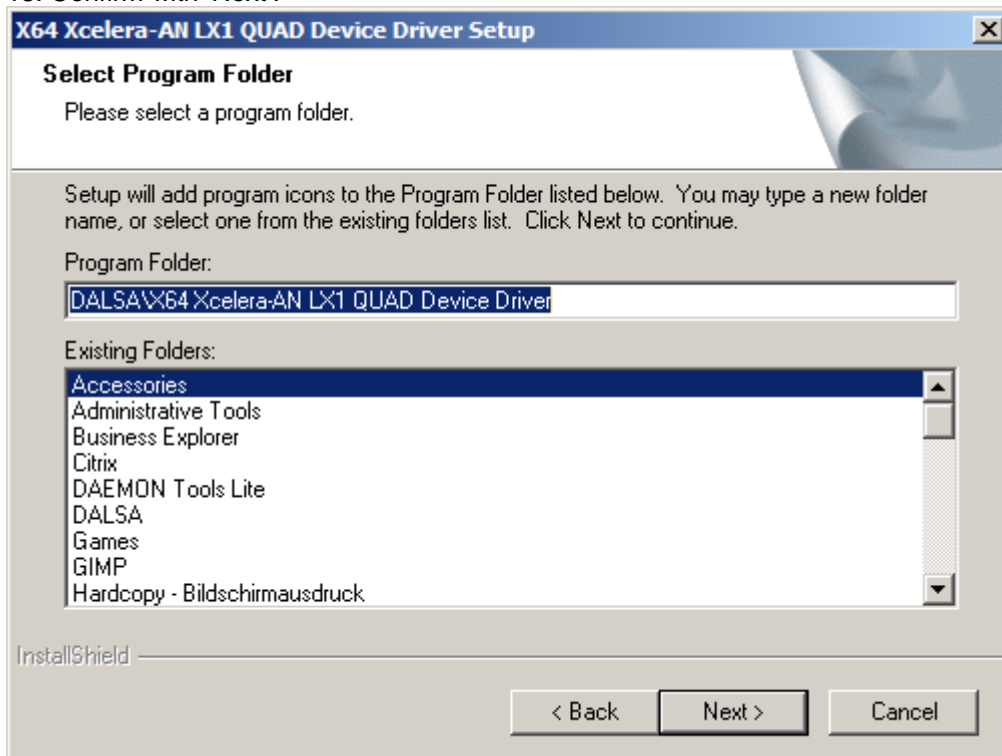 X64 Xcelera-AN LX1 QUAD Device Driver Setup
Select Program Folder
Please select a program folder.
Setup will add program icons to the Program Folder listed below. You may type a new folder
name, or select one from the existing folders list. Click Next to continue.
Program Folder:
DALSA\X64 Xcelera-AN LX1 QUAD Device Driver
Existing Folders:
Accessories
Administrative Tools
Business Explorer
Citrix
DAEMON Tools Lite
DALSA
Games
GIMP
Hardcopy - Bildschirmausdruck
InstallShield
< Back
Next >
Cancel